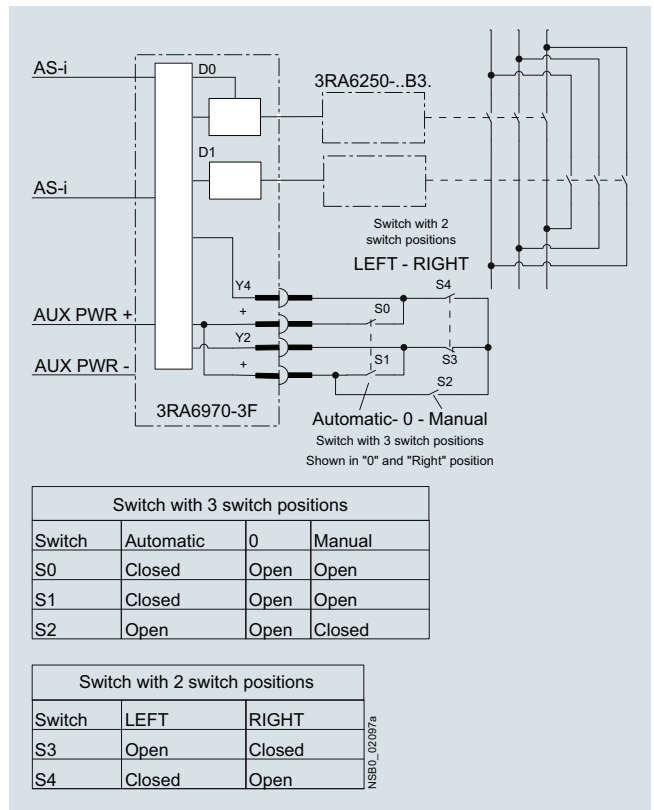 AS-i
D0
3RA6250-..B3.
D1
AS-i
Switch with 2
switch positions
LEFT - RIGHT
Y4
S4
AUX PWR +
+
S0
Y2
S3
AUX PWR -
+
S1
S2
3RA6970-3F
Automatic- 0 - Manual
Switch with 3 switch positions
Shown in "0" and "Right" position
Switch with 3 switch positions
Switch Automatic 0 Manual
S0 Closed Open Open
S1 Closed Open Open
S2 Open Open Closed
Switch with 2 switch positions
Switch LEFT RIGHT
S3 Open Closed
S4 Closed Open
NSB0_02097a